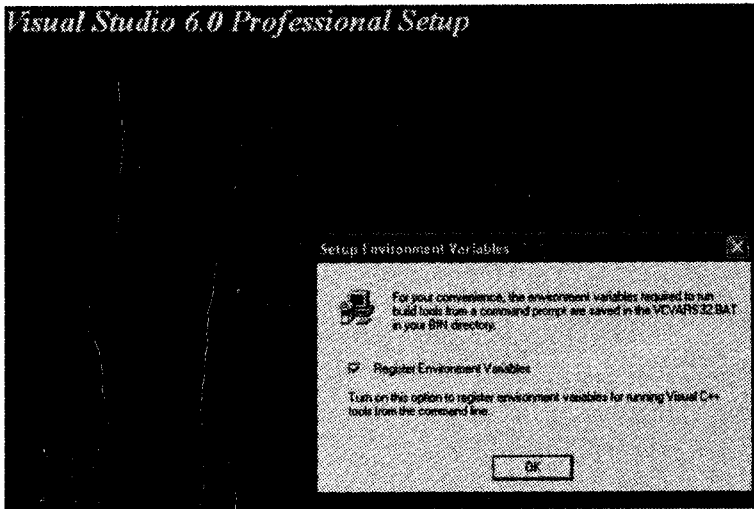 Visual Studio 6.0 Professional Setup
Setup Environment Variables
For your convenience, the environment variables required to run
build tools from a command prompt are saved in the VCVARS32.BAT
in your BIN directory.
Register Environment Variables
Turn on this option to register environment variables for running Visual C++
tools from the command line.
OK